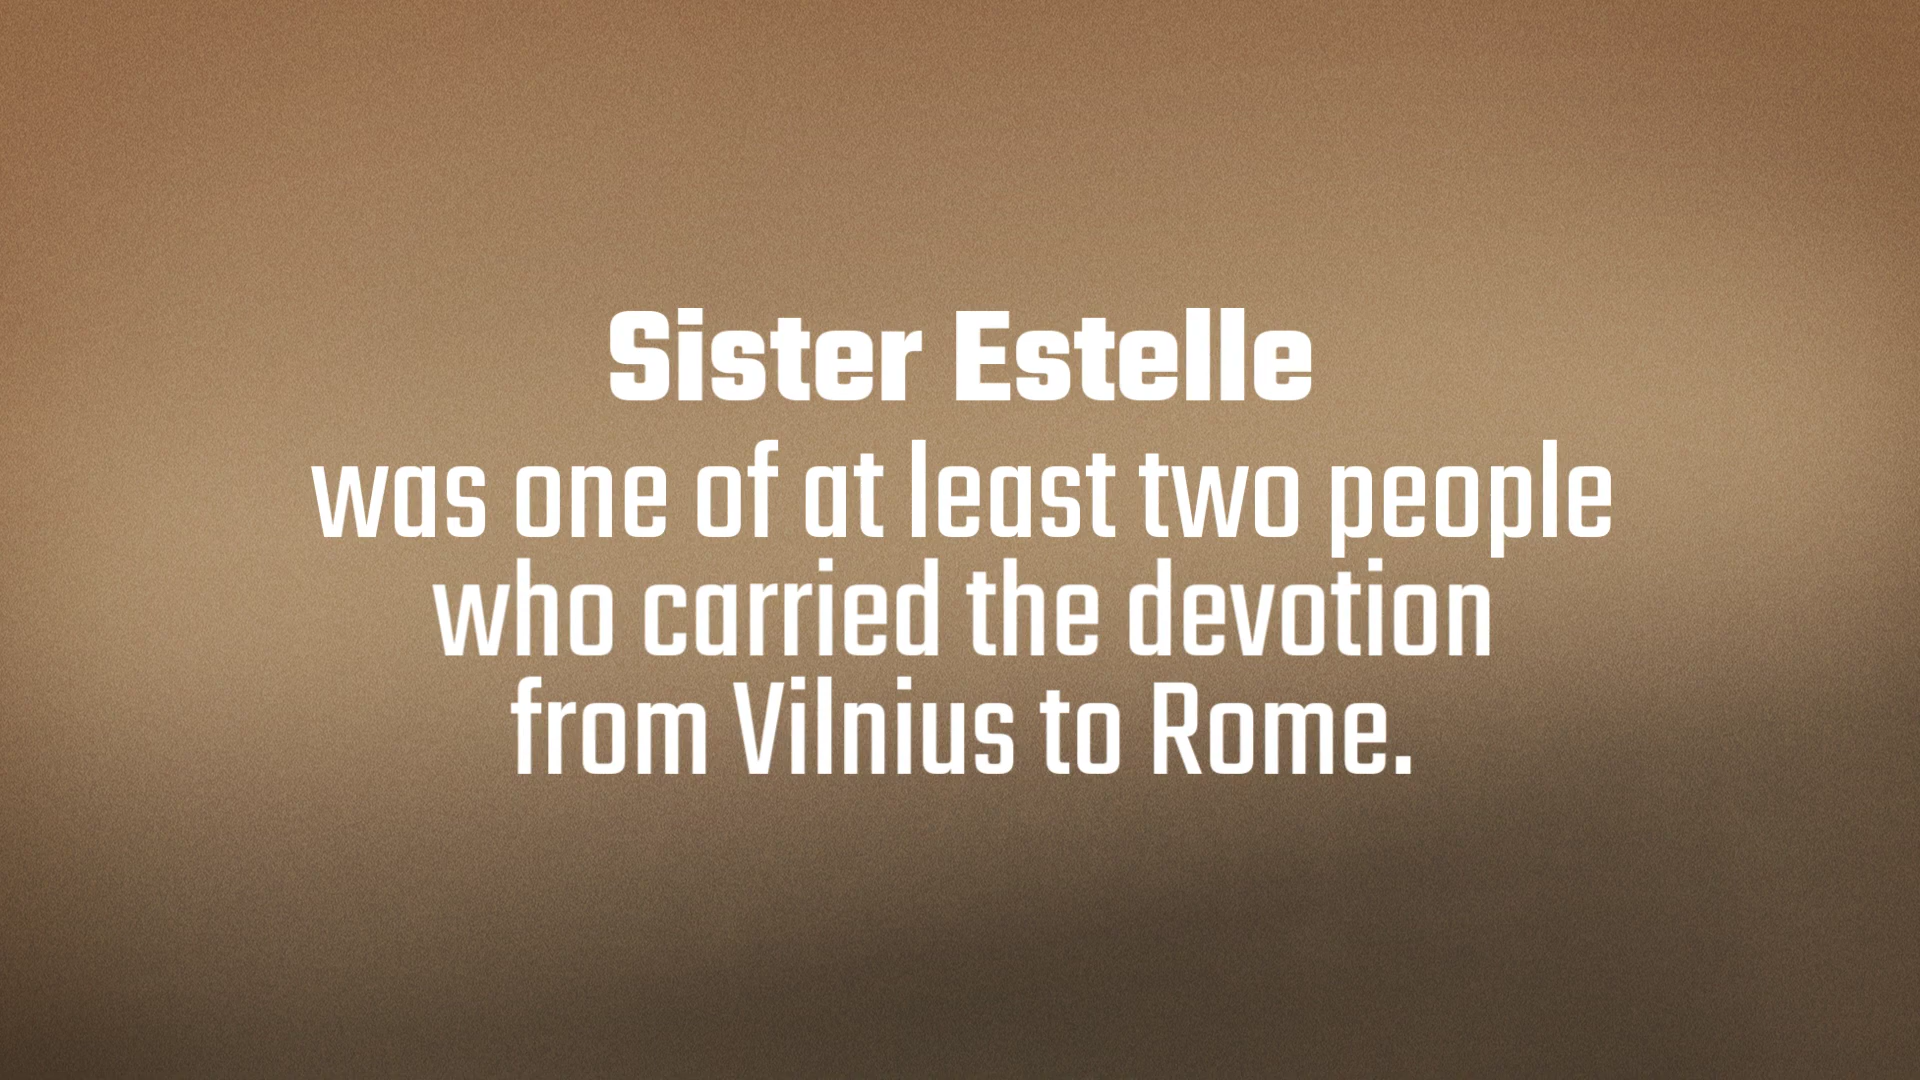 Sister Estelle
was one of at least two people
who carried the devotion
from Vilnius to Rome.